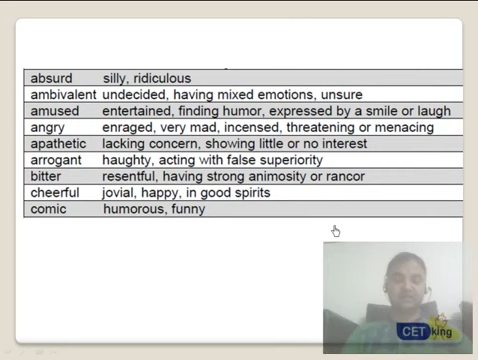 absurd silly, ridiculous
ambivalent undecided, having mixed emotions, unsure
amused entertained, finding humor, expressed by a smile or laugh
angry enraged, very mad, incensed, threatening or menacing
apathetic lacking concern, showing little or no interest
arrogant haughty, acting with false superiority
bitter resentful, having strong animosity or rancor
cheerful jovial, happy, in good spirits
comic humorous, funny
CET king